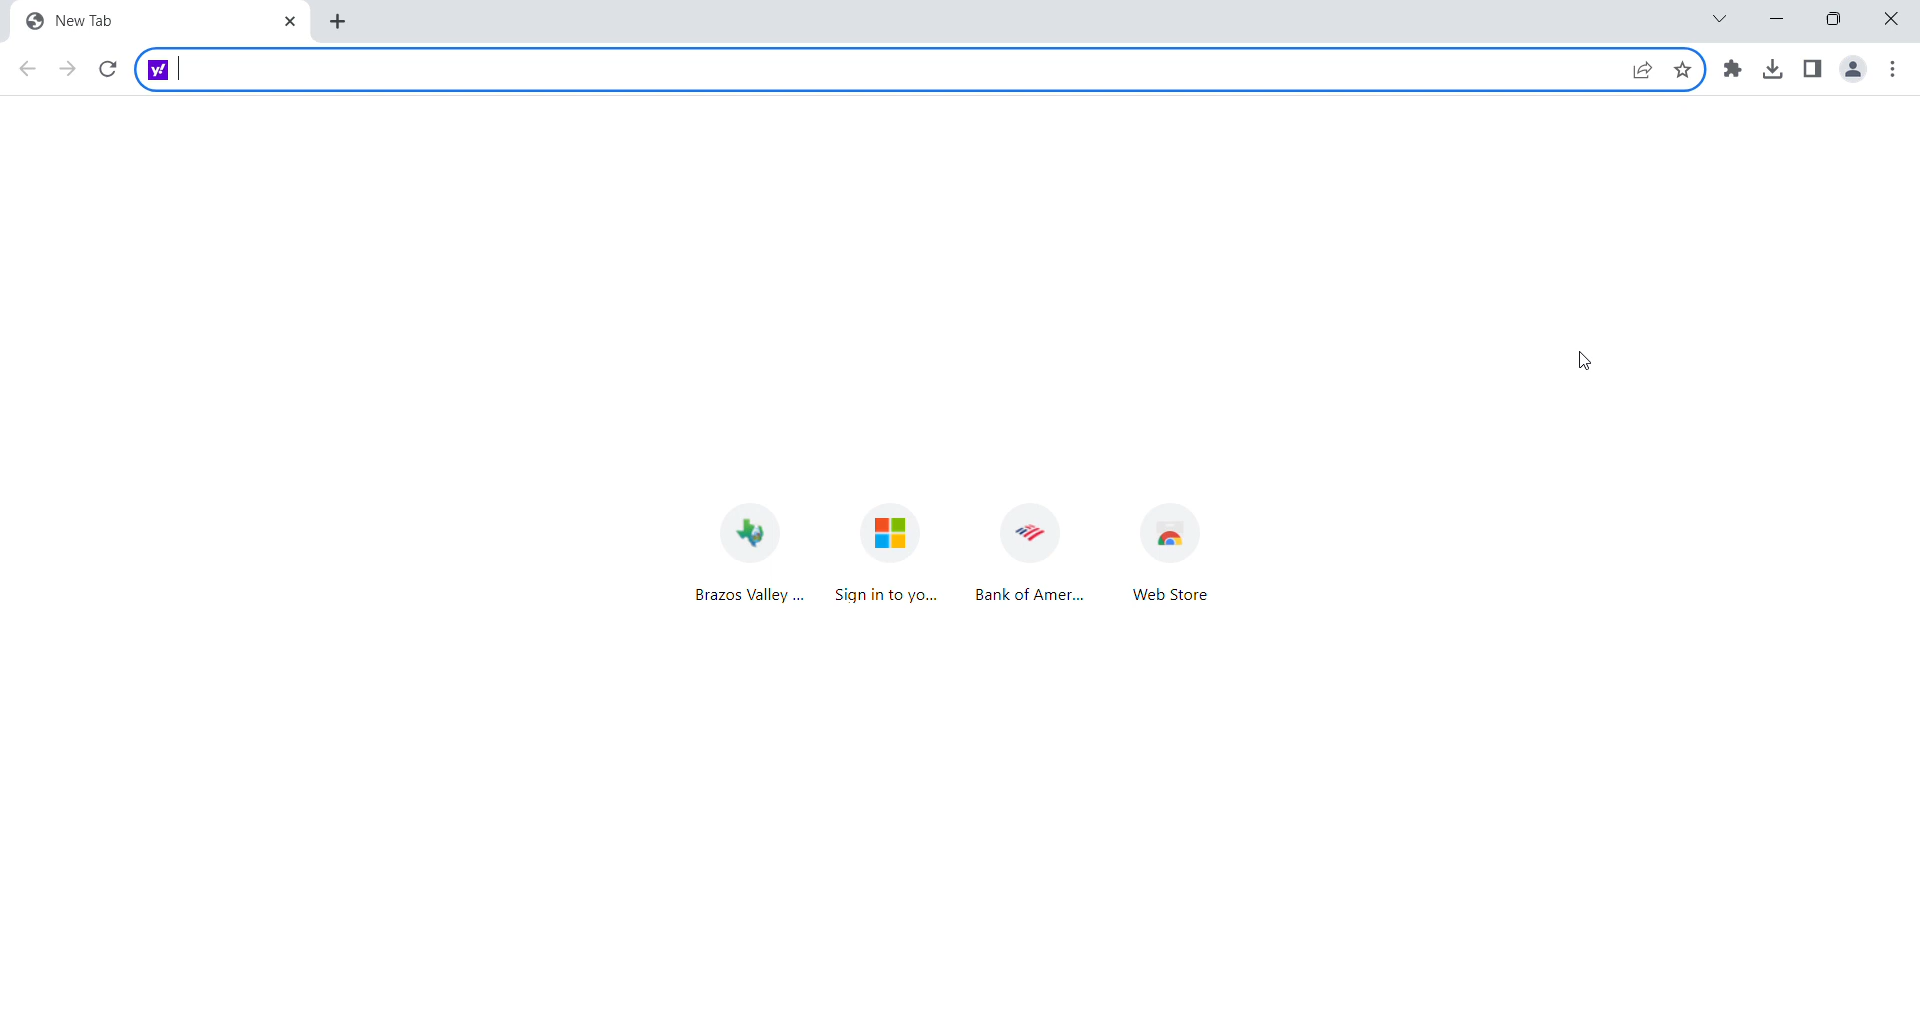 New Tab
y!
Brazos Valley ...
Sign in to yo...
Bank of Amer...
Web Store